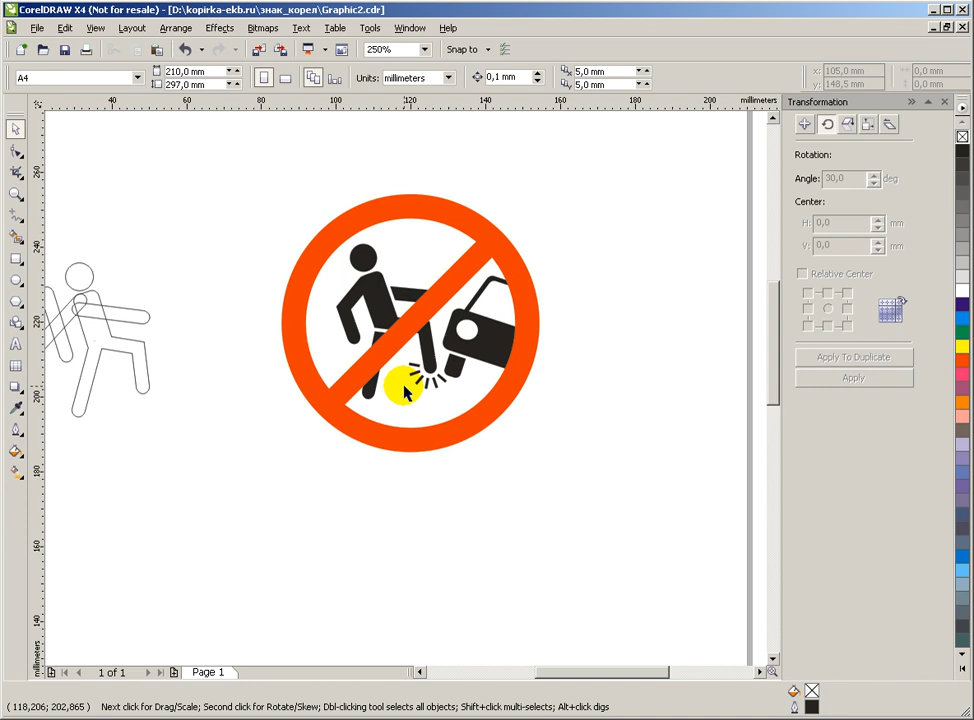 CorelDRAW X4 (Not for resale) - [D:\kopirka-ekb.ru\знак_корел\Graphic2.cdr]
File Edit View Layout Arrange Effects Bitmaps Text Table Tools Window Help
250% Snap to
A4 210,0 mm 297,0 mm Units: millimeters 0,1 mm 5,0 mm 5,0 mm x: 105,0 mm y: 148,5 mm 0,0 mm 0,0 mm
40 60 80 100 120 140 160 180 200 millimeters
260
240
220
200
180
160
140
millimeters
Transformation
Rotation:
Angle: 30,0 deg
Center:
H: 0,0 mm
V: 0,0 mm
Relative Center
Apply To Duplicate
Apply
1 of 1 Page 1
( 118,206; 202,865 ) Next click for Drag/Scale; Second click for Rotate/Skew; Dbl-clicking tool selects all objects; Shift+click multi-selects; Alt+click digs